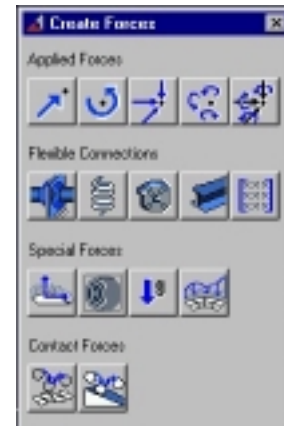 Create Forces
Applied Forces
Flexible Connections
Special Forces
Contact Forces